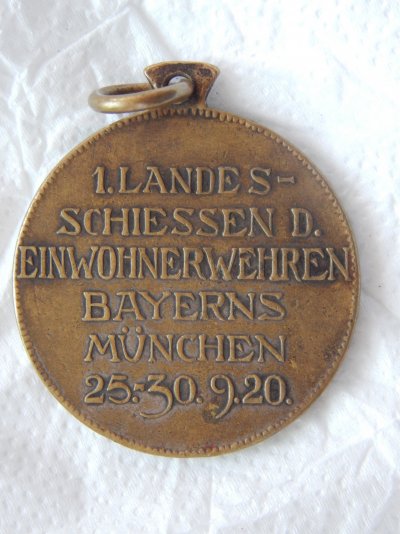 1. LANDES-
SCHIESSEN D.
EINWOHNERWEHREN
BAYERNS
MÜNCHEN
25.-30. 9.20.